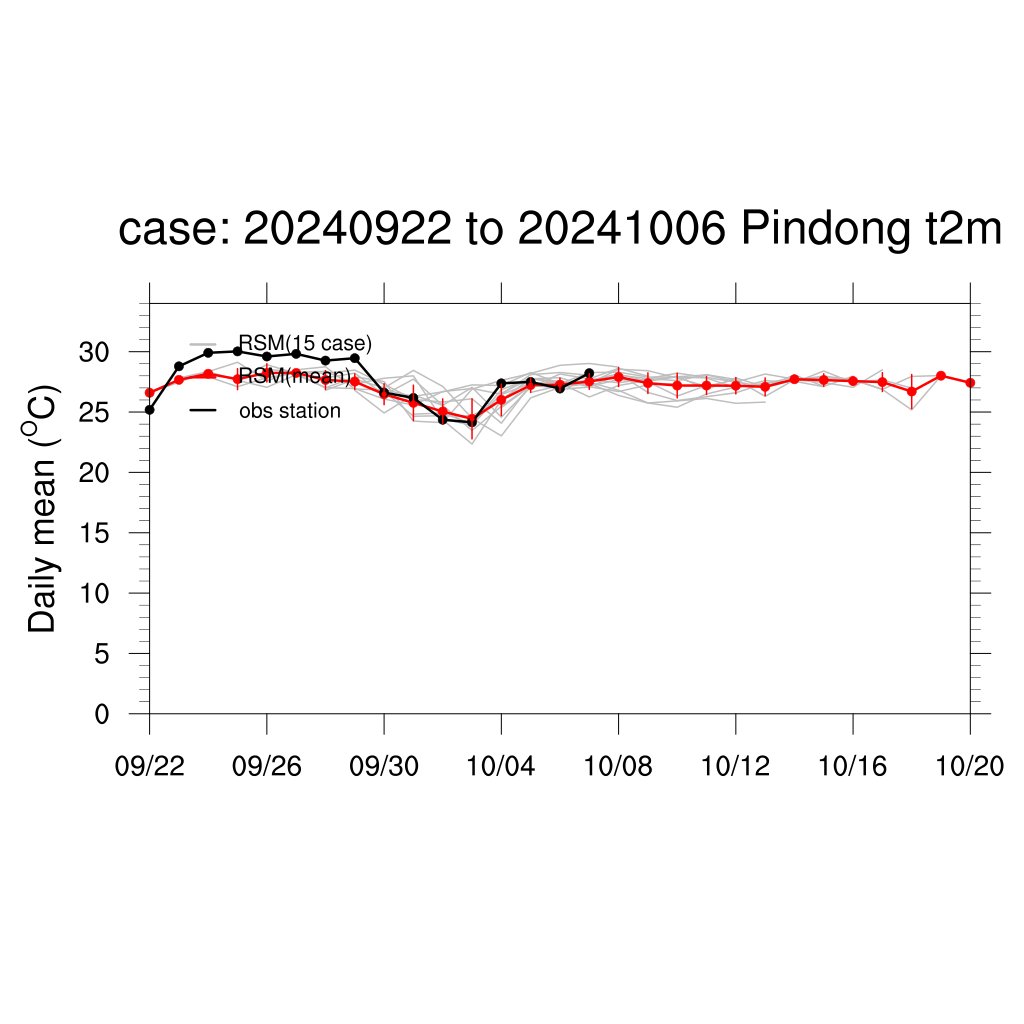 case: 20240922 to 20241006 Pindong t2m
RSM(15 case)
RSM(mean)
obs station
Daily mean (°C)
30
25
20
15
10
5
0
09/22 09/26 09/30 10/04 10/08 10/12 10/16 10/20